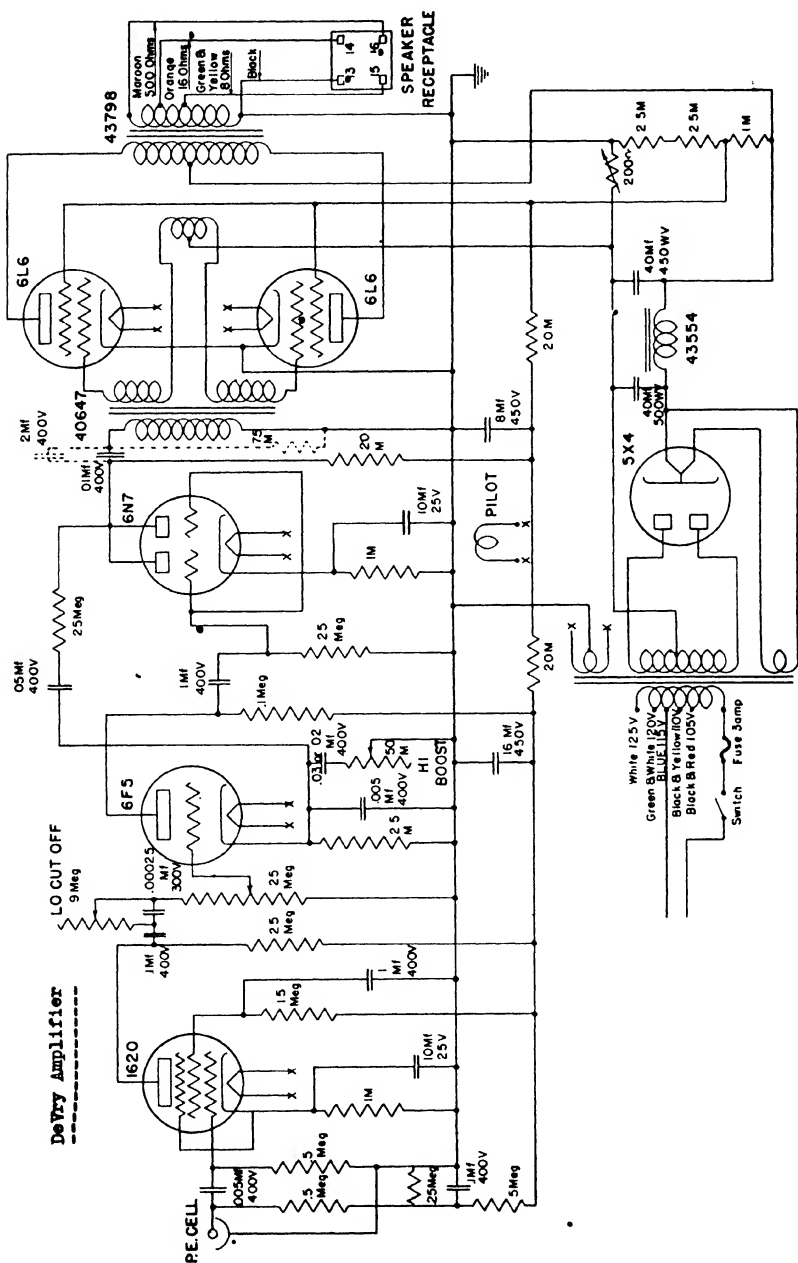 DeVry Amplifier
P.E. CELL
.005Mf
400V
.5
Meg
.5
Meg
.25Meg
.1Mf
400V
.5Meg
1620
1M
10Mf
25V
1.5
Meg
.1
Mf
400V
.1Mf
400V
LO CUT OFF
9 Meg
.00025
Mf
300V
.25
Meg
.25
Meg
6F5
2.5
M
.005
Mf
400V
.03 or .02
Mf
400V
50
M
HI
BOOST
.1Meg
.1Mf
400V
.25
Meg
16 Mf
450V
20M
.05Mf
400V
.25Meg
6N7
1M
10Mf
25V
PILOT
.01Mf
400V
.2Mf
400V
.75
M
20
M
8Mf
450V
20M
40647
6L6
6L6
43798
Maroon
500 Ohms
Orange
16 Ohms
Green &
Yellow
8 Ohms
Black
13
14
15
16
SPEAKER
RECEPTACLE
White 125V
Green & White 120V
BLUE 115V
Black & Yellow 110V
Black & Red 105V
Switch
Fuse 3amp
5X4
40Mf
500WV
43554
40Mf
450WV
200Ω
2.5M
2.5M
1M